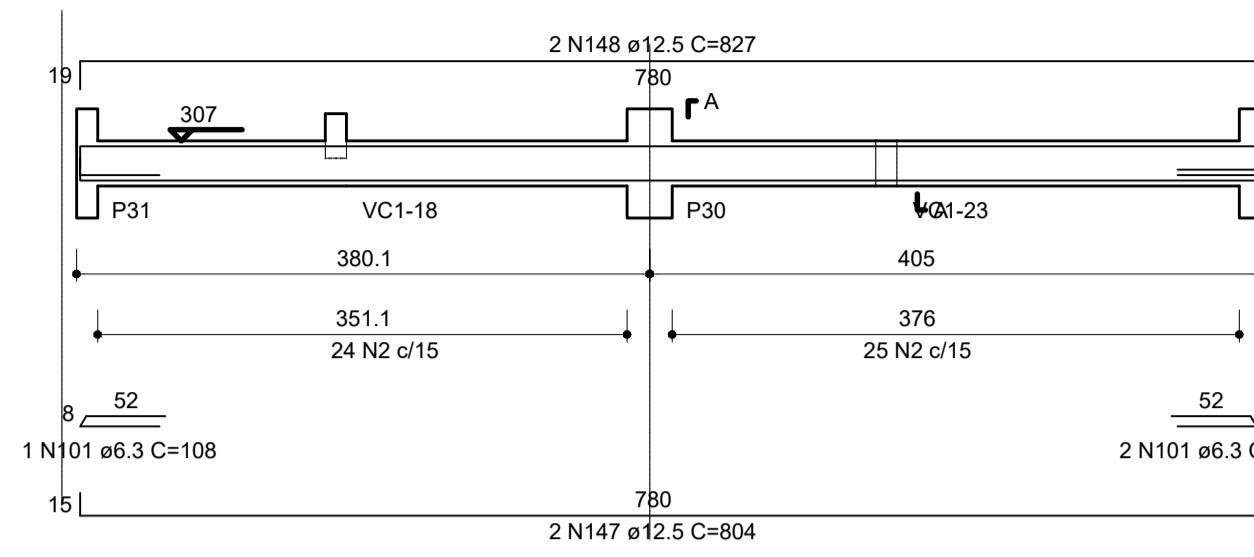 2 N148 ø12.5 C=827
19
780
307
A
P31
VC1-18
P30
A
VC1-23
380.1
405
351.1
376
24 N2 c/15
25 N2 c/15
52
52
8
1 N101 ø6.3 C=108
2 N101 ø6.3
15
780
2 N147 ø12.5 C=804